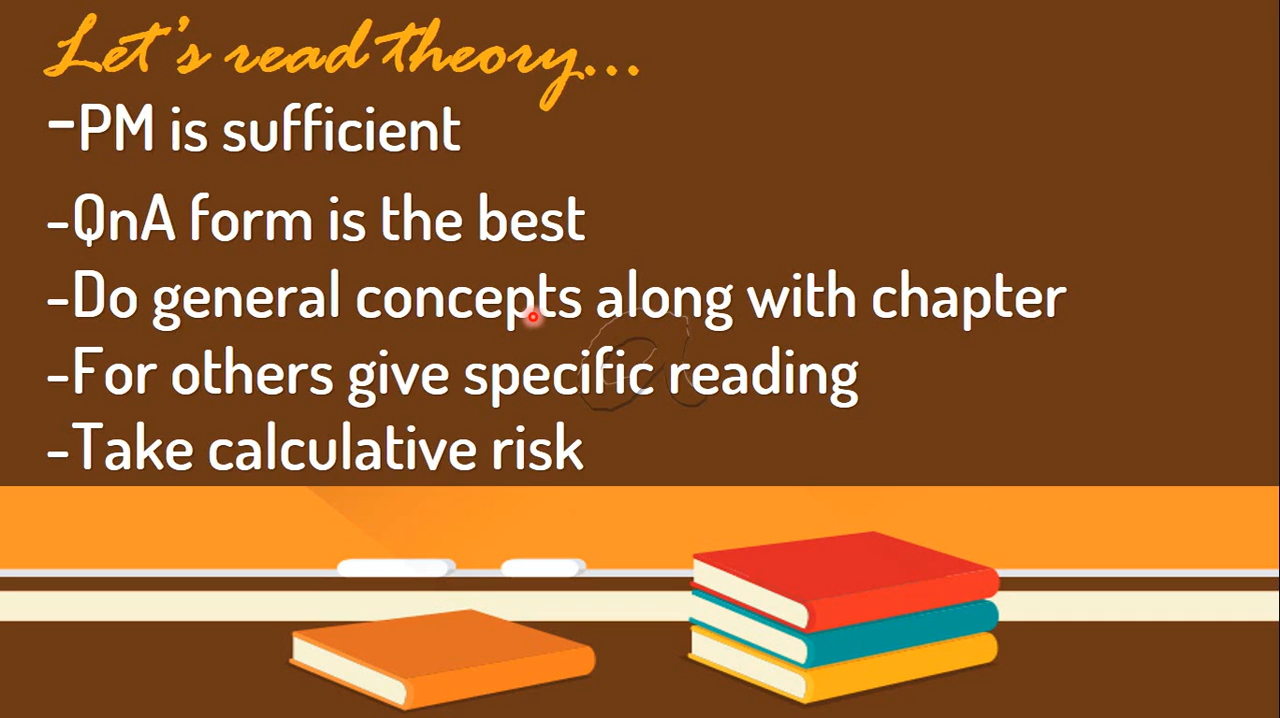 Let's read theory...
-PM is sufficient
-QnA form is the best
-Do general concepts along with chapter
-For others give specific reading
-Take calculative risk